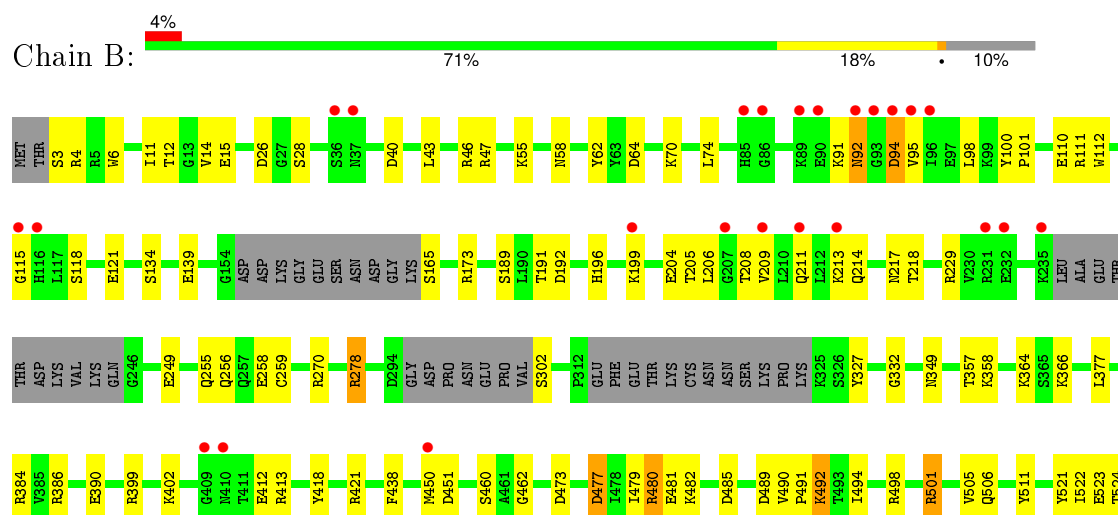 4%
Chain B:
71% 18% • 10%
MET THR S3 R4 R5 W6 I11 T12 G13 V14 E15 D26 G27 S28 S36 N37 D40 L43 R46 R47 K55 N58 Y62 Y63 D64 K70 L74 H85 G86 K89 E90 K91 N92 G93 D94 V95 I96 E97 L98 K99 Y100 P101 E110 R111 W112
G115 H116 L117 S118 E121 S134 E139 G154 ASP ASP LYS GLY GLU SER ASN ASP GLY LYS S165 R173 S189 L190 T191 D192 H196 K199 E204 T205 L206 G207 T208 V209 L210 Q211 L212 K213 Q214 N217 T218 R229 V230 R231 E232 K235 LEU ALA GLU THR
THR ASP LYS VAL LYS GLN G246 E249 Q255 Q256 Q257 E258 C259 R270 R278 D294 GLY ASP PRO ASN GLU PRO VAL S302 P312 GLU PHE GLU THR LYS CYS ASN ASN SER LYS PRO LYS K325 S326 Y327 G332 N349 T357 K358 K364 S365 K366 L377
R384 V385 R386 E390 R399 K402 G409 N410 T411 E412 R413 Y418 R421 F438 M450 D451 S460 A461 G462 D473 D477 I478 I479 R480 E481 K482 D485 D489 V490 P491 K492 T493 I494 R498 R501 V505 Q506 Y511 Y521 I522 E523 T524